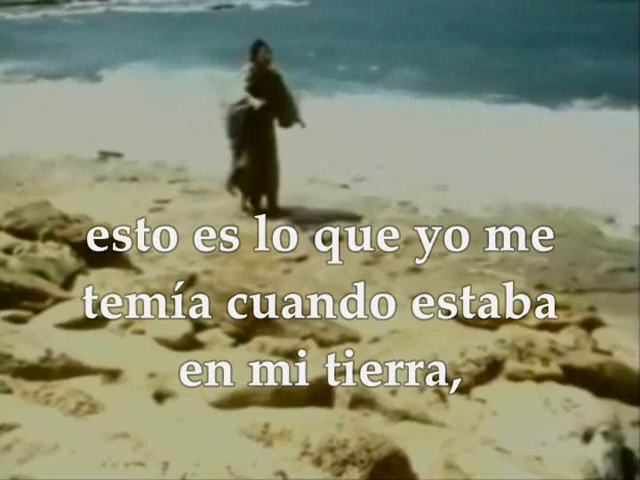 esto es lo que yo me
temía cuando estaba
en mi tierra,